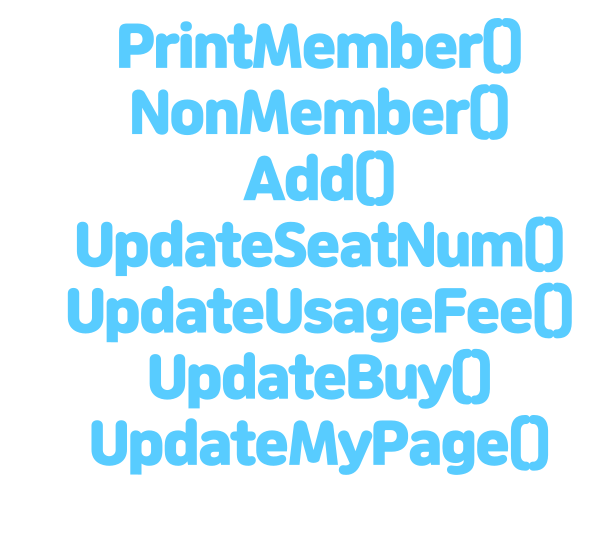 PrintMember()
NonMember()
Add()
UpdateSeatNum()
UpdateUsageFee()
UpdateBuy()
UpdateMyPage()